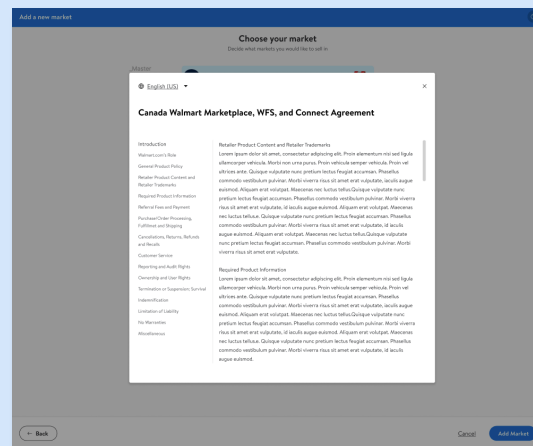 Add a new market
Choose your market
Decide what markets you would like to sell in
Master
English (US)
Canada Walmart Marketplace, WFS, and Connect Agreement
Introduction
Walmart.com's Role
General Product Policy
Retailer Product Content and
Retailer Trademarks
Required Product Information
Referral Fees and Payment
Purchase Order Processing,
Fulfillment and Shipping
Cancellations, Returns, Refunds
and Recalls
Customer Service
Reporting and Audit Rights
Ownership and User Rights
Termination or Suspension; Survival
Indemnification
Limitation of Liability
No Warranties
Miscellaneous
Retailer Product Content and Retailer Trademarks
Lorem ipsum dolor sit amet, consectetur adipiscing elit. Proin elementum nisi sed ligula
ullamcorper vehicula. Morbi non urna purus. Proin vehicula semper vehicula. Proin vel
ultrices ante. Quisque vulputate nunc pretium lectus feugiat accumsan. Phasellus
commodo vestibulum pulvinar. Morbi viverra risus sit amet erat vulputate, iaculis augue
euismod. Aliquam erat volutpat. Maecenas nec luctus tellus.Quisque vulputate nunc
pretium lectus feugiat accumsan. Phasellus commodo vestibulum pulvinar. Morbi viverra
risus sit amet erat vulputate, id iaculis augue euismod. Aliquam erat volutpat. Maecenas
nec luctus tellusue. Quisque vulputate nunc pretium lectus feugiat accumsan. Phasellus
commodo vestibulum pulvinar. Morbi viverra risus sit amet erat vulputate, id iaculis
augue euismod. Aliquam erat volutpat. Maecenas nec luctus tellus.Quisque vulputate
nunc pretium lectus feugiat accumsan. Phasellus commodo vestibulum pulvinar. Morbi
viverra risus sit amet erat vulputate.
Required Product Information
Lorem ipsum dolor sit amet, consectetur adipiscing elit. Proin elementum nisi sed ligula
ullamcorper vehicula. Morbi non urna purus. Proin vehicula semper vehicula. Proin vel
ultrices ante. Quisque vulputate nunc pretium lectus feugiat accumsan. Phasellus
commodo vestibulum pulvinar. Morbi viverra risus sit amet erat vulputate, id iaculis
augue euismod. Aliquam erat volutpat. Maecenas nec luctus tellus.Quisque vulputate nunc
pretium lectus feugiat accumsan. Phasellus commodo vestibulum pulvinar. Morbi viverra
risus sit amet erat vulputate, id iaculis augue euismod. Aliquam erat volutpat. Maecenas
nec luctus tellus. Quisque vulputate nunc pretium lectus feugiat accumsan. Phasellus
commodo vestibulum pulvinar. Morbi viverra risus sit amet erat vulputate, id iaculis
augue euismod.
← Back
Cancel
Add Market